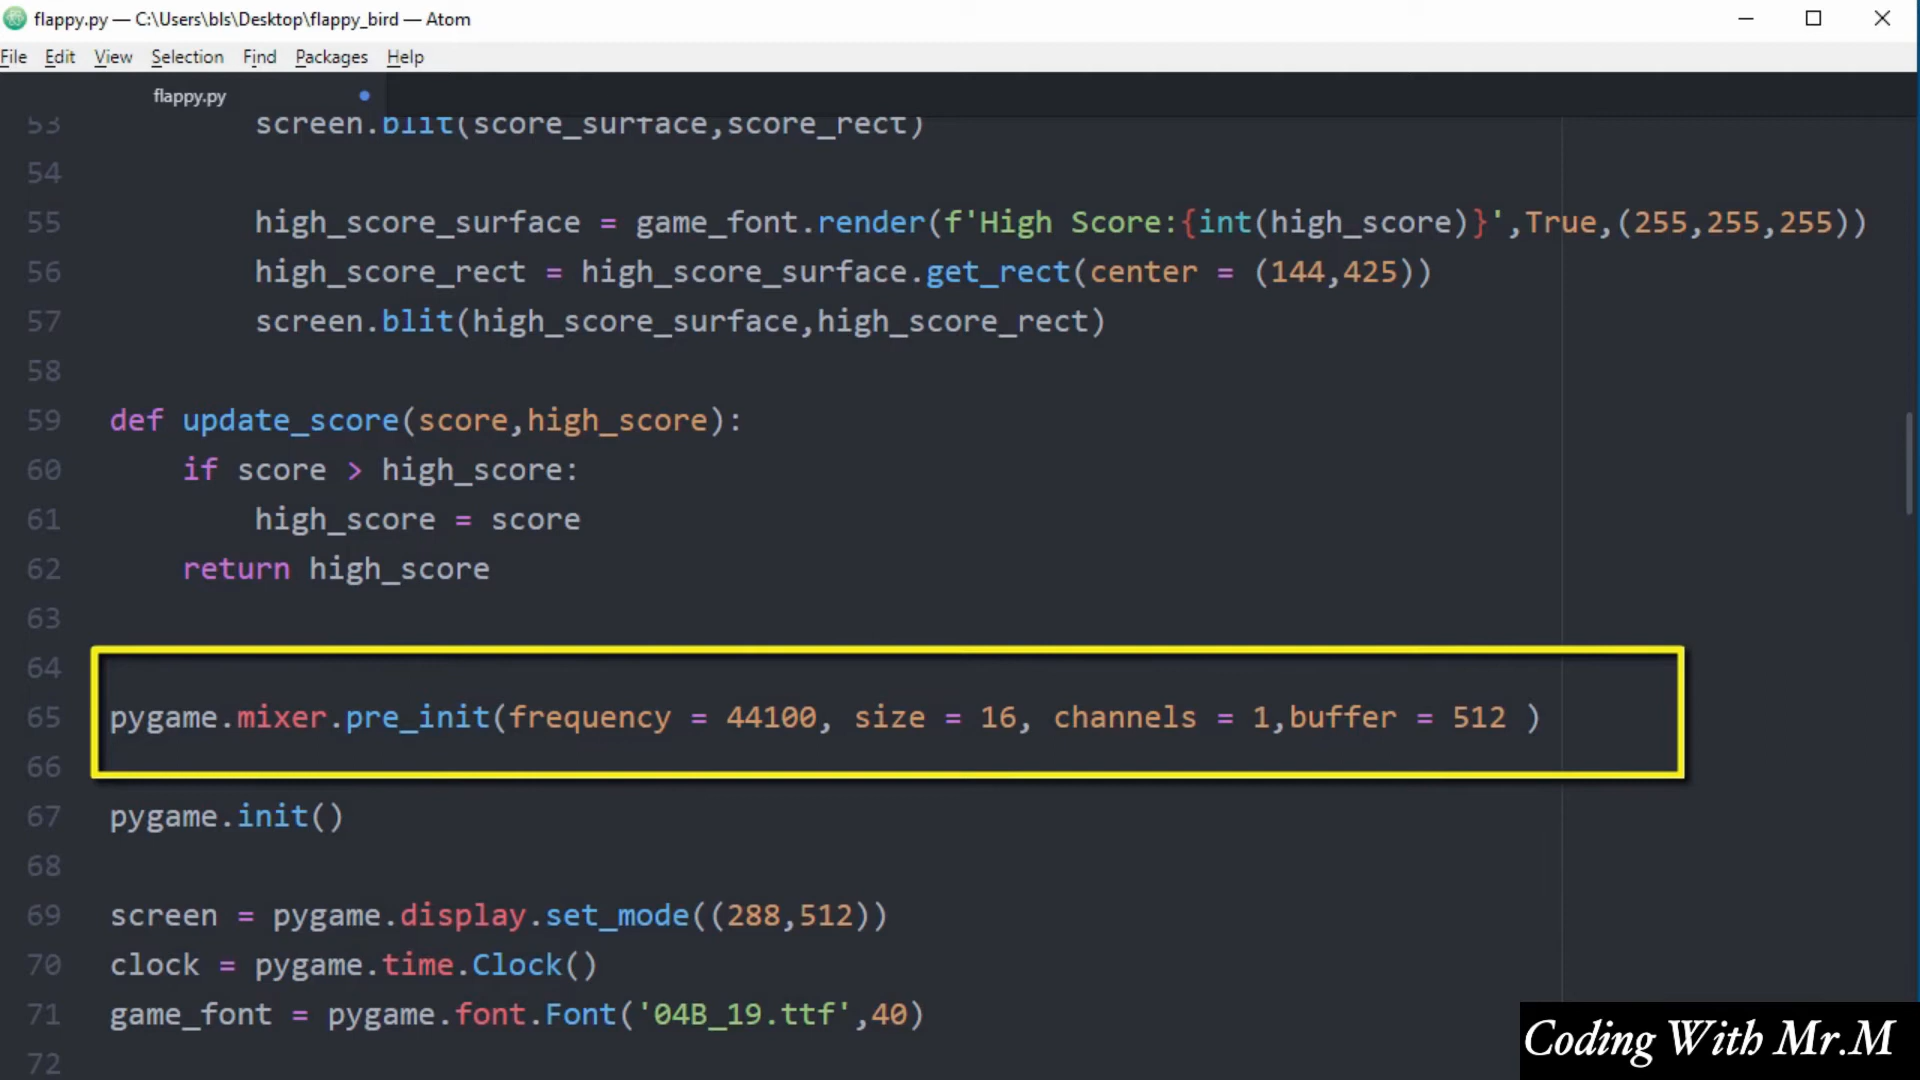 flappy.py — C:\Users\bls\Desktop\flappy_bird — Atom
File Edit View Selection Find Packages Help
flappy.py
53 screen.blit(score_surface,score_rect)
54
55 high_score_surface = game_font.render(f'High Score:{int(high_score)}',True,(255,255,255))
56 high_score_rect = high_score_surface.get_rect(center = (144,425))
57 screen.blit(high_score_surface,high_score_rect)
58
59 def update_score(score,high_score):
60 if score > high_score:
61 high_score = score
62 return high_score
63
64
65 pygame.mixer.pre_init(frequency = 44100, size = 16, channels = 1,buffer = 512 )
66
67 pygame.init()
68
69 screen = pygame.display.set_mode((288,512))
70 clock = pygame.time.Clock()
71 game_font = pygame.font.Font('04B_19.ttf',40)
72
Coding With Mr.M